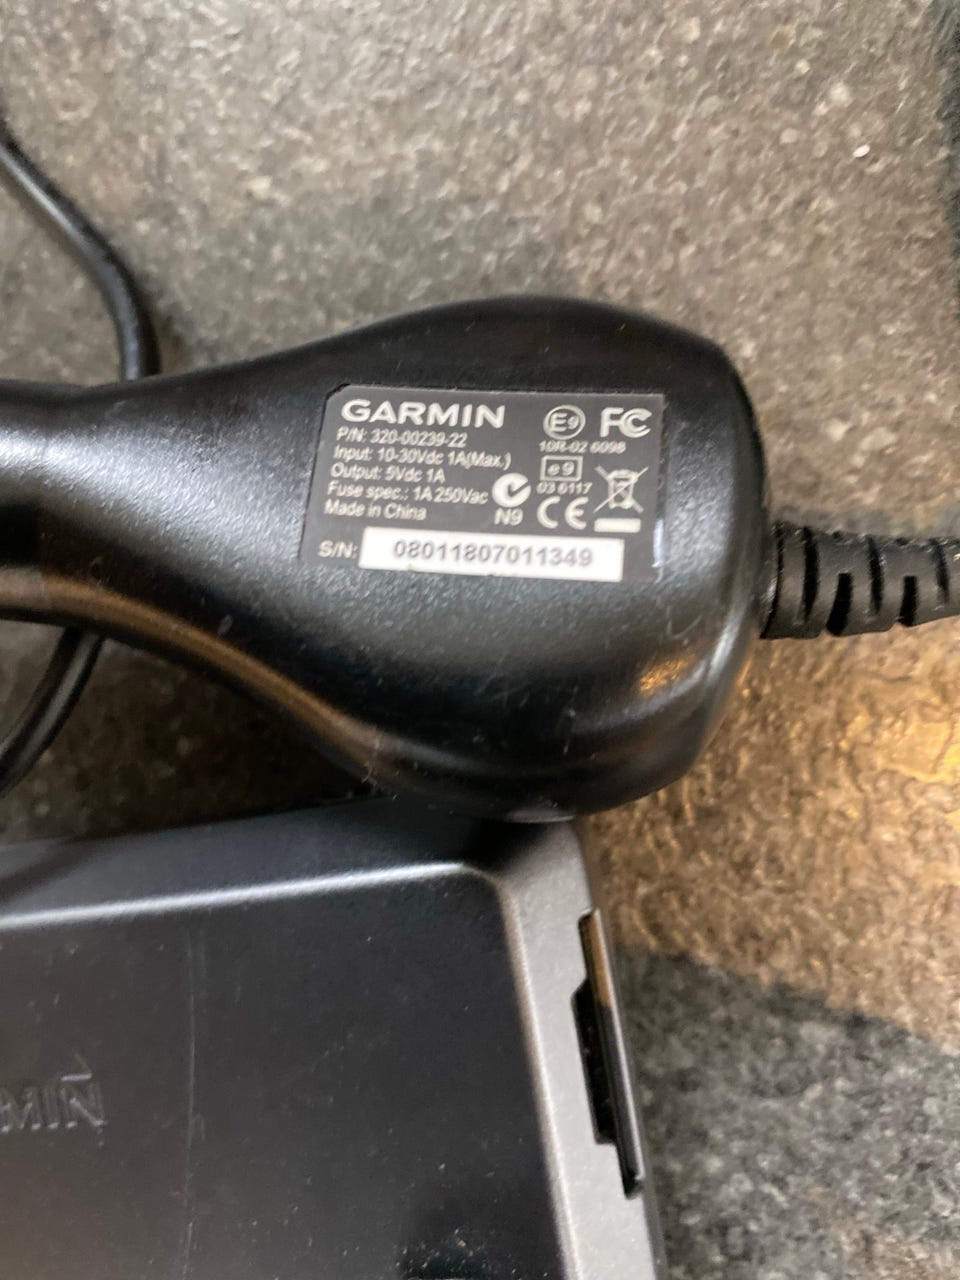 GARMIN
P/N: 320-00239-22
Input: 10-30Vdc 1A(Max.)
Output: 5Vdc 1A
Fuse spec.: 1A 250Vac
Made in China
E9
FC
10R-02 6098
e9
03 6117
N9
CE
S/N: 08011807011349
MIN